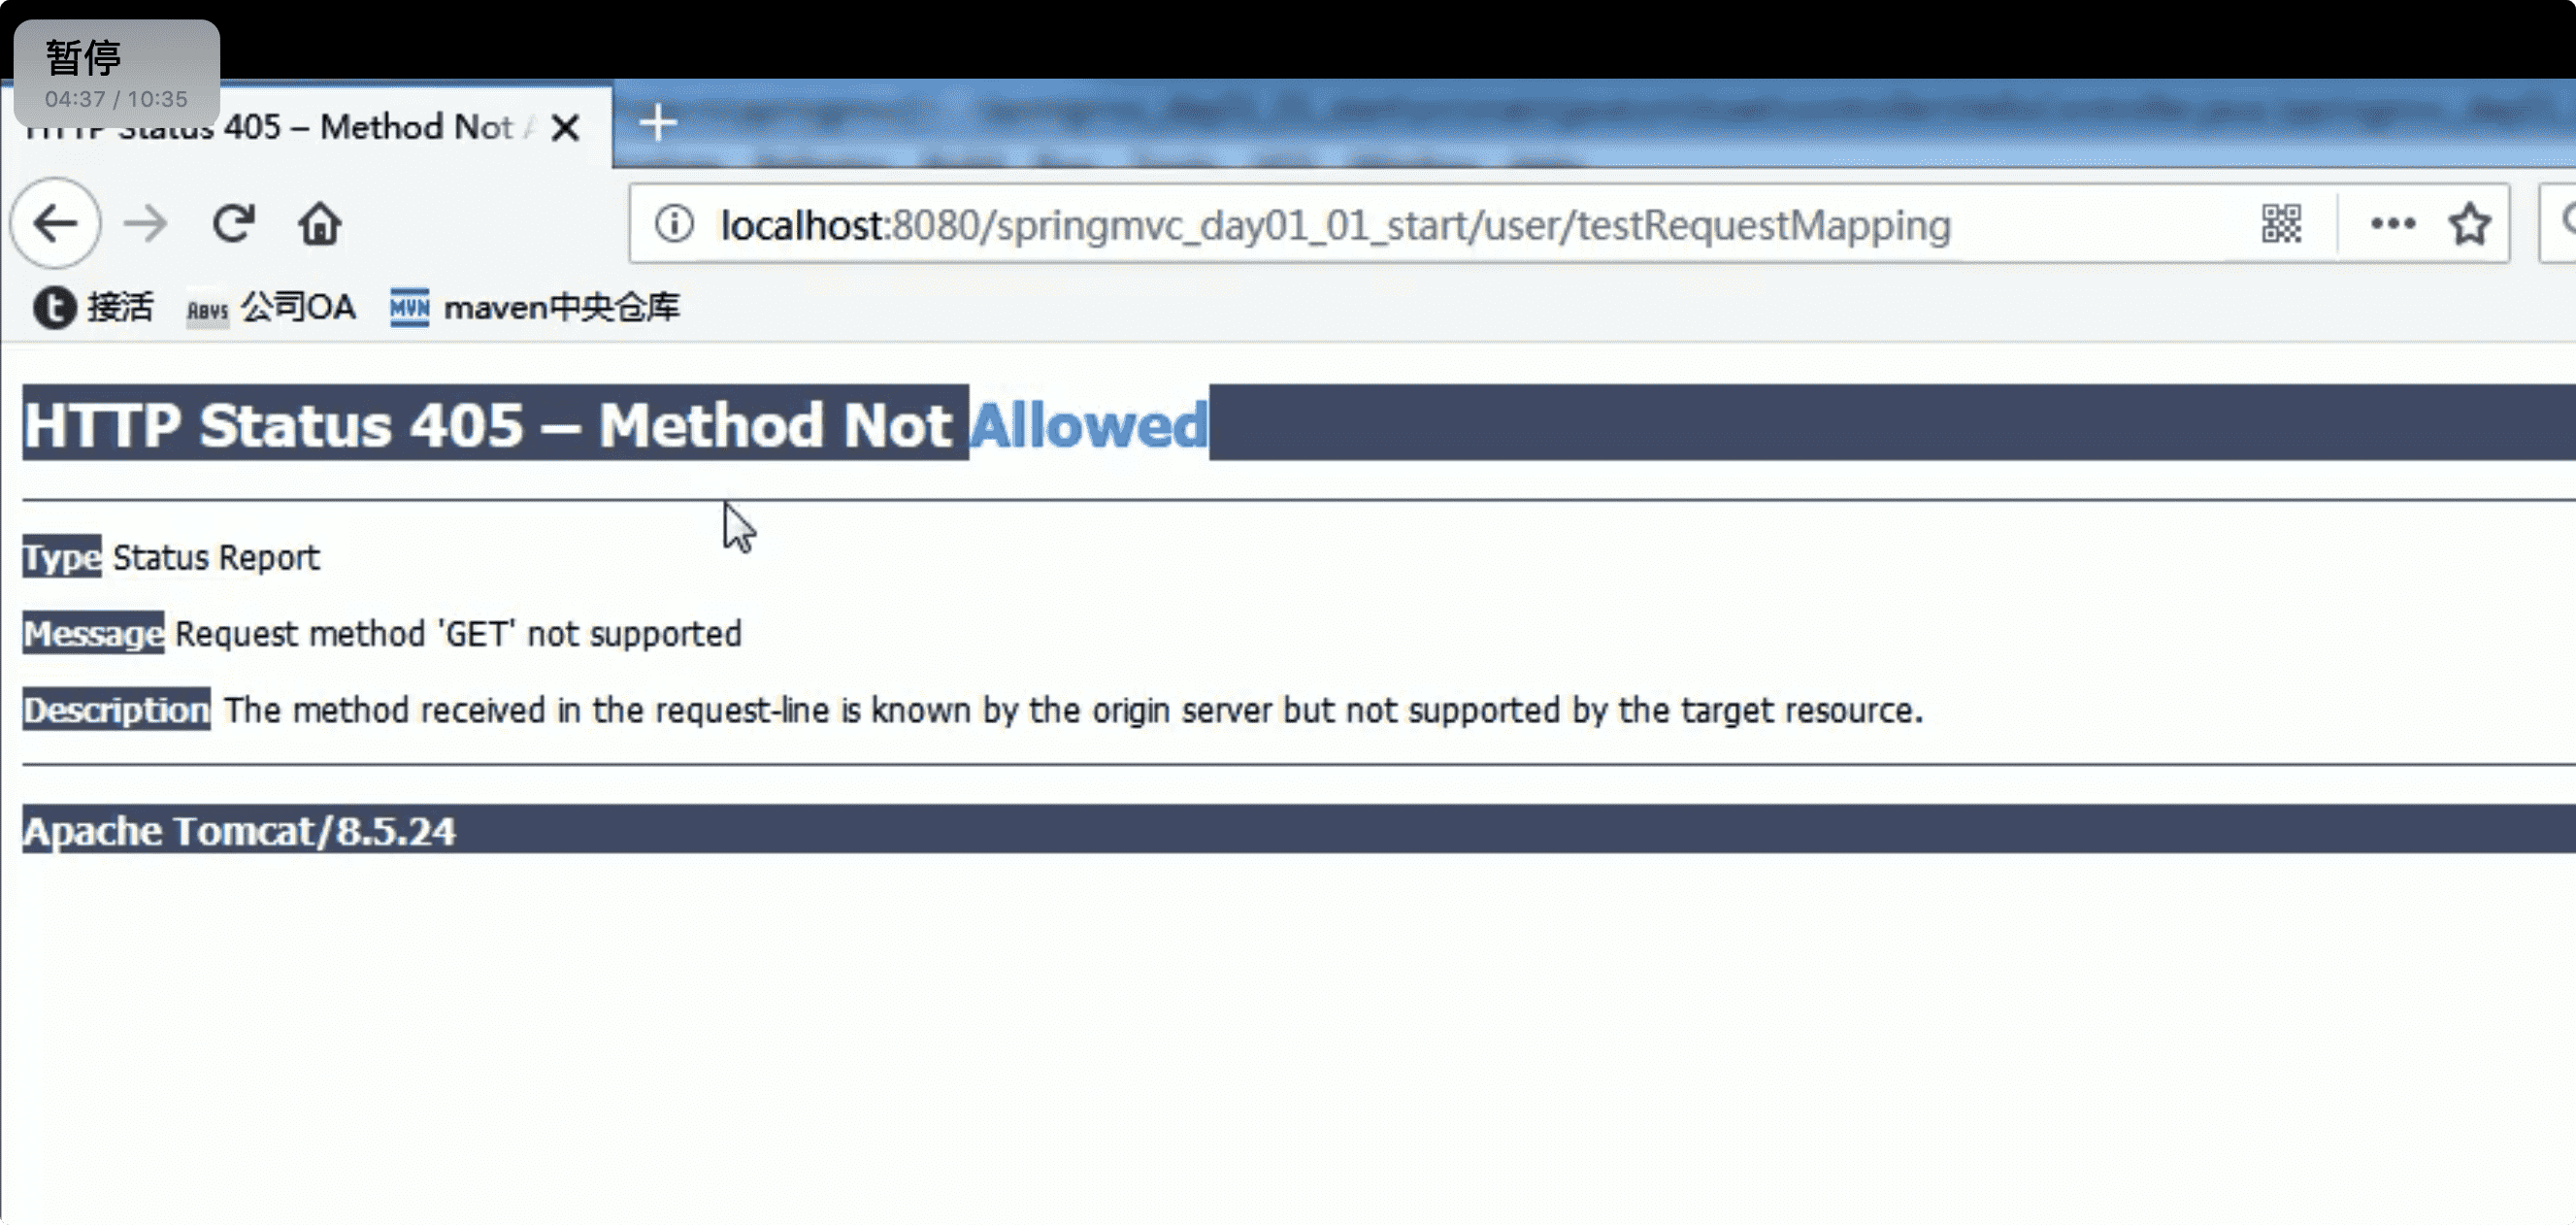 暂停
04:37 / 10:35
HTTP Status 405 – Method Not
localhost:8080/springmvc_day01_01_start/user/testRequestMapping
接活 公司OA MVN maven中央仓库
HTTP Status 405 – Method Not Allowed
Type Status Report
Message Request method 'GET' not supported
Description The method received in the request-line is known by the origin server but not supported by the target resource.
Apache Tomcat/8.5.24